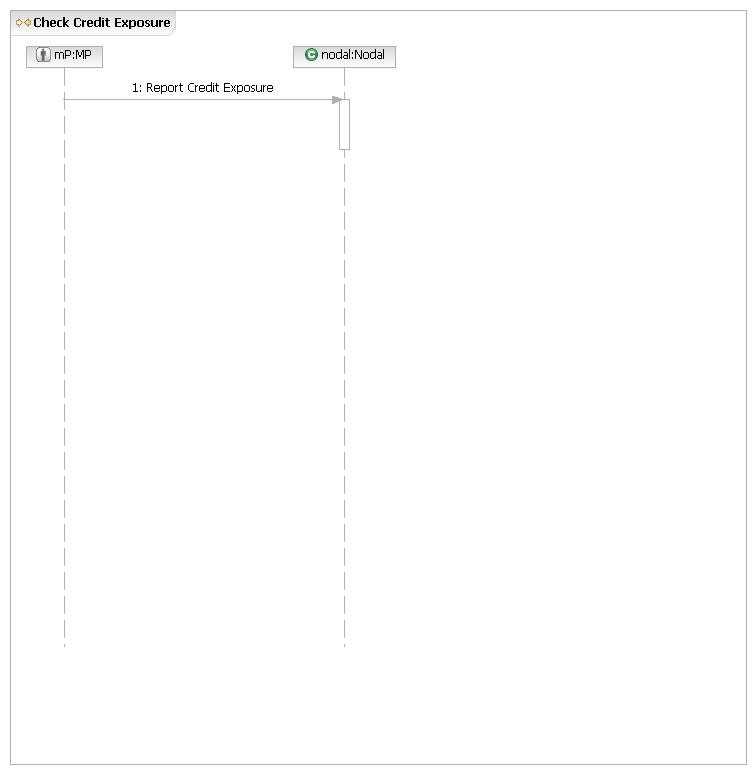 Check Credit Exposure
mP:MP
nodal:Nodal
1: Report Credit Exposure